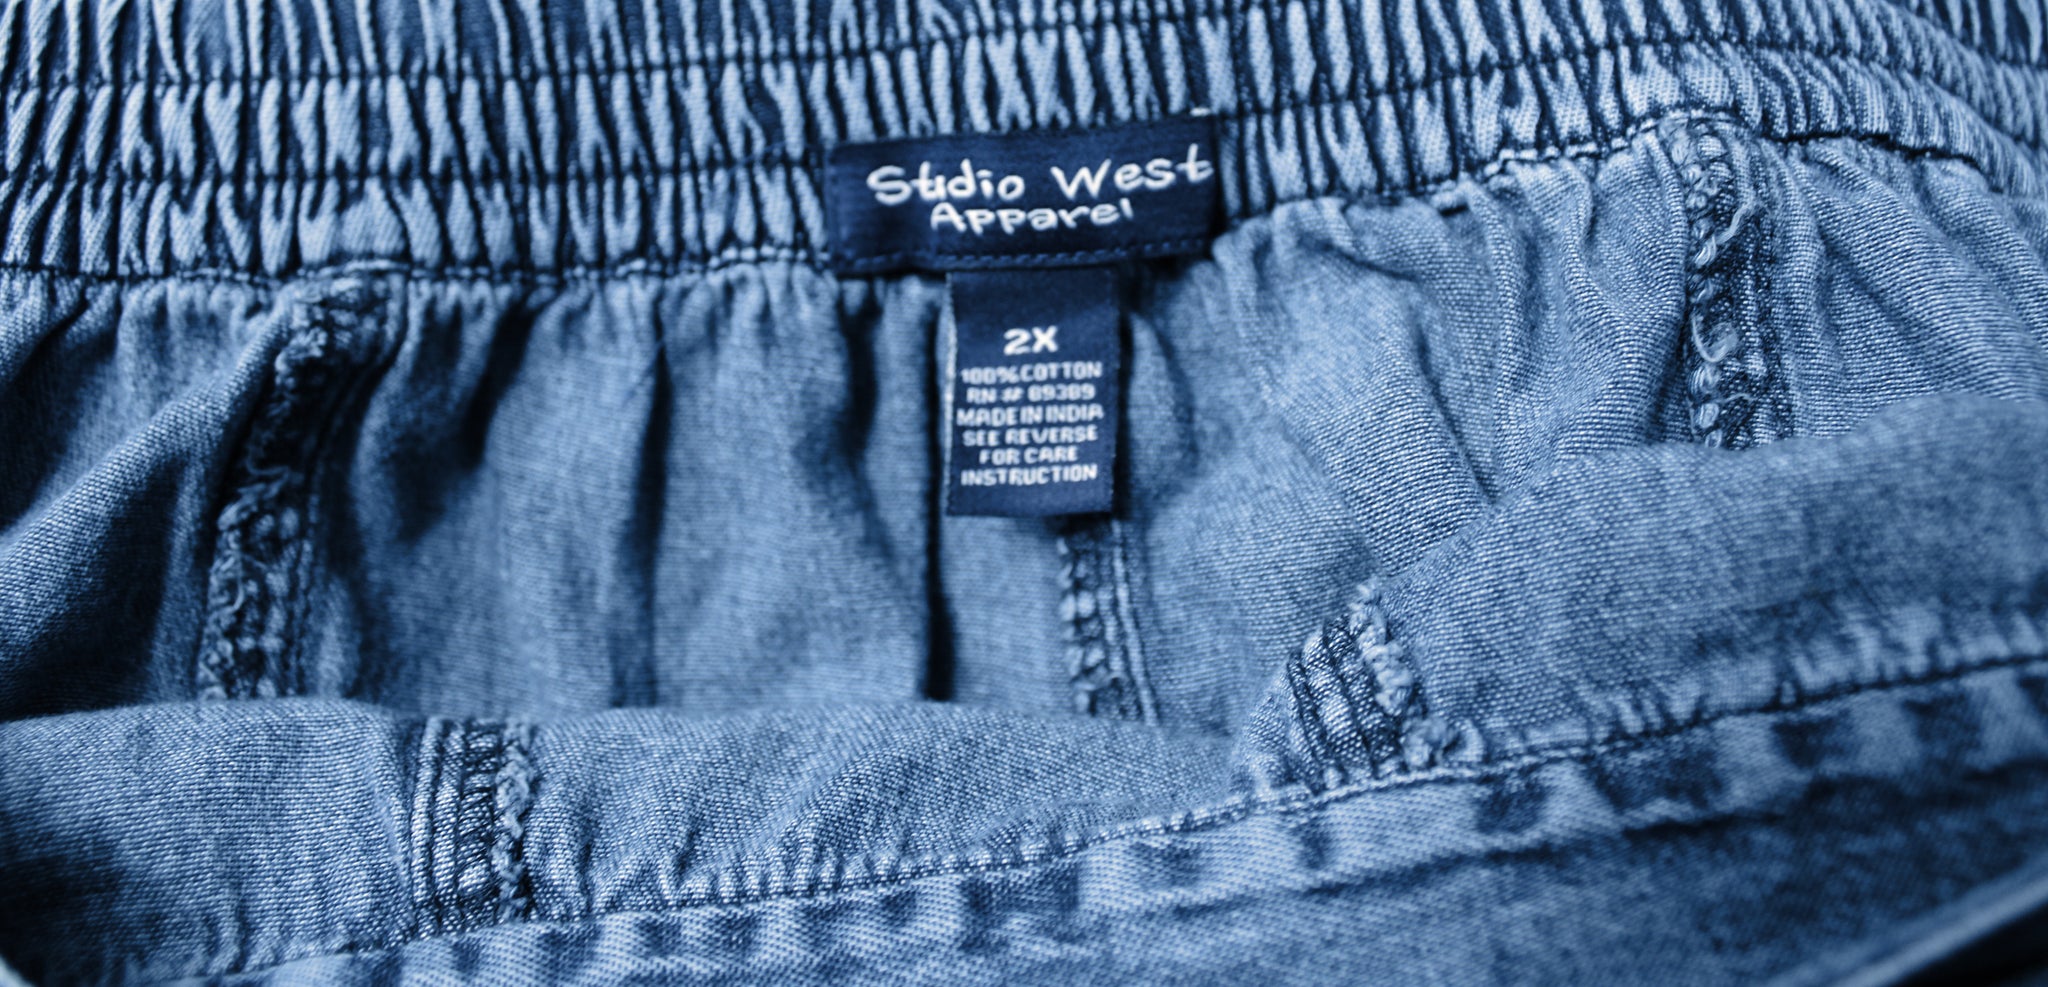 Studio West
Apparel
2X
100% COTTON
RN # 89389
MADE IN INDIA
SEE REVERSE
FOR CARE
INSTRUCTION